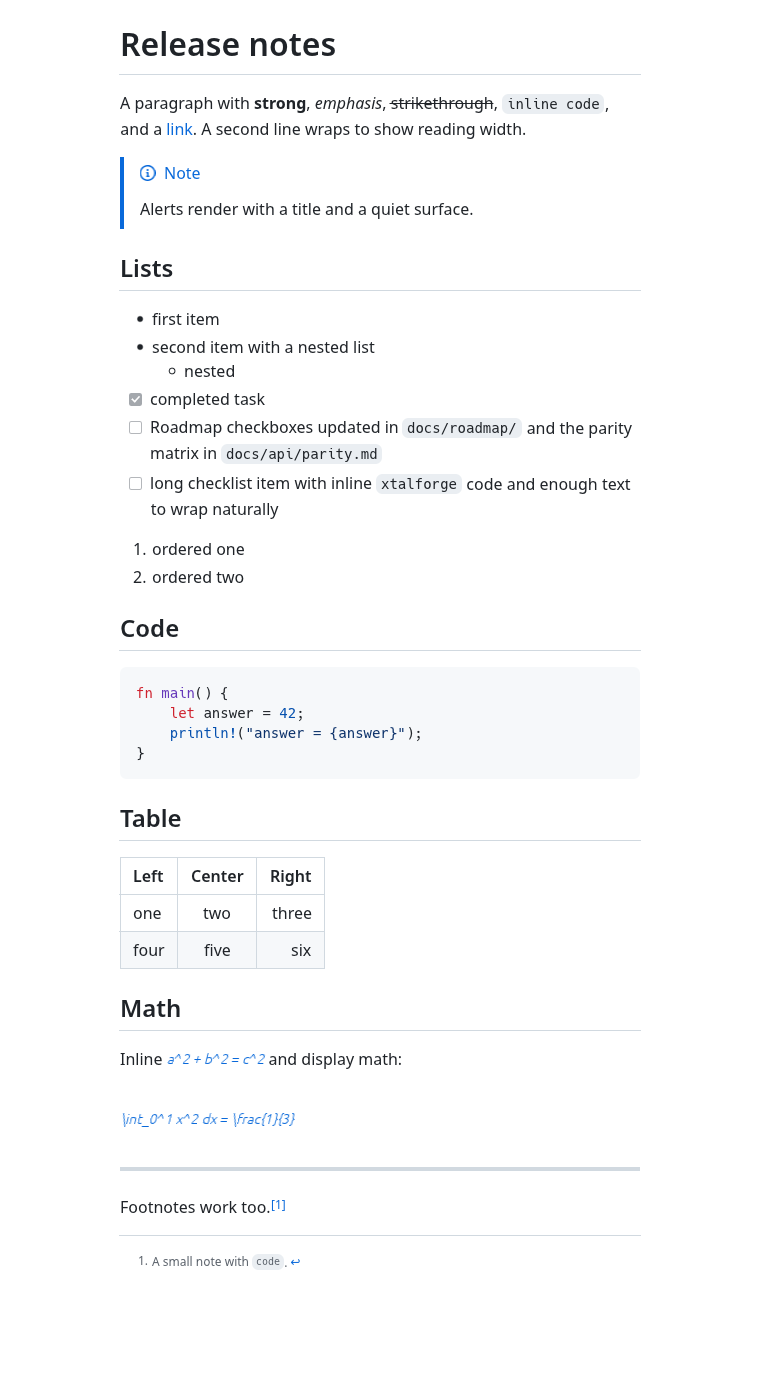 Release notes
A paragraph with strong, emphasis, strikethrough, inline code,
and a link. A second line wraps to show reading width.
Note
Alerts render with a title and a quiet surface.
Lists
• first item
• second item with a nested list
◦ nested
completed task
Roadmap checkboxes updated in docs/roadmap/ and the parity
matrix in docs/api/parity.md
long checklist item with inline xtalforge code and enough text
to wrap naturally
1. ordered one
2. ordered two
Code
fn main() {
    let answer = 42;
    println!("answer = {answer}");
}
Table
Left Center Right
one two three
four five six
Math
Inline a^2 + b^2 = c^2 and display math:
\int_0^1 x^2 dx = \frac{1}{3}
Footnotes work too.[1]
1. A small note with code. ↩